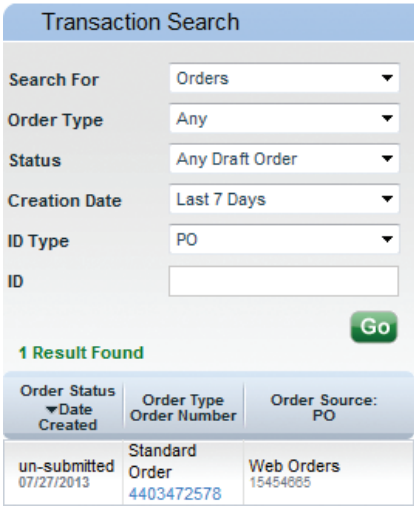 Transaction Search
Search For Orders
Order Type Any
Status Any Draft Order
Creation Date Last 7 Days
ID Type PO
ID
Go
1 Result Found
Order Status
▼Date
Created
Order Type
Order Number
Order Source:
PO
un-submitted
07/27/2013
Standard
Order
4403472578
Web Orders
15454665